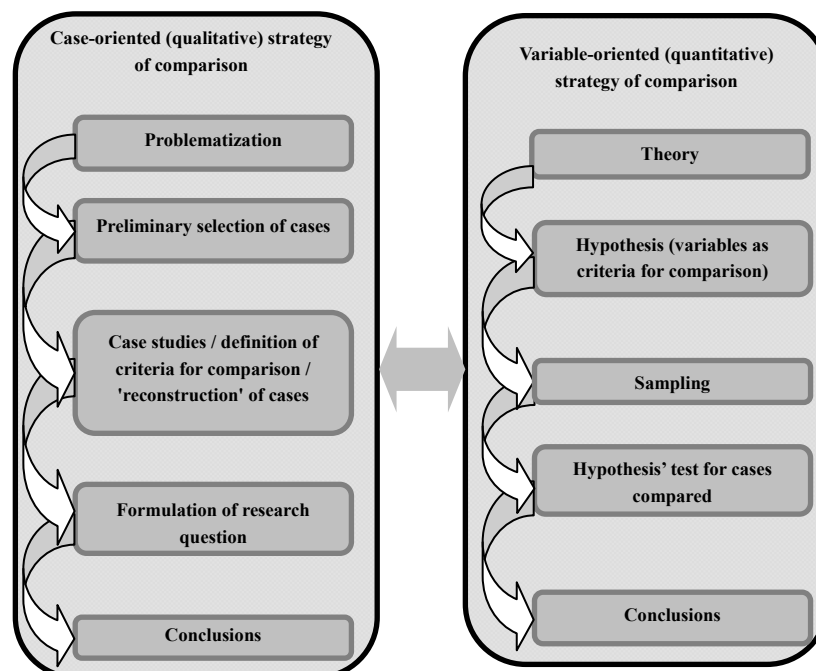 Case-oriented (qualitative) strategy
of comparison
Problematization
Preliminary selection of cases
Case studies / definition of
criteria for comparison /
'reconstruction' of cases
Formulation of research
question
Conclusions
Variable-oriented (quantitative)
strategy of comparison
Theory
Hypothesis (variables as
criteria for comparison)
Sampling
Hypothesis’ test for cases
compared
Conclusions